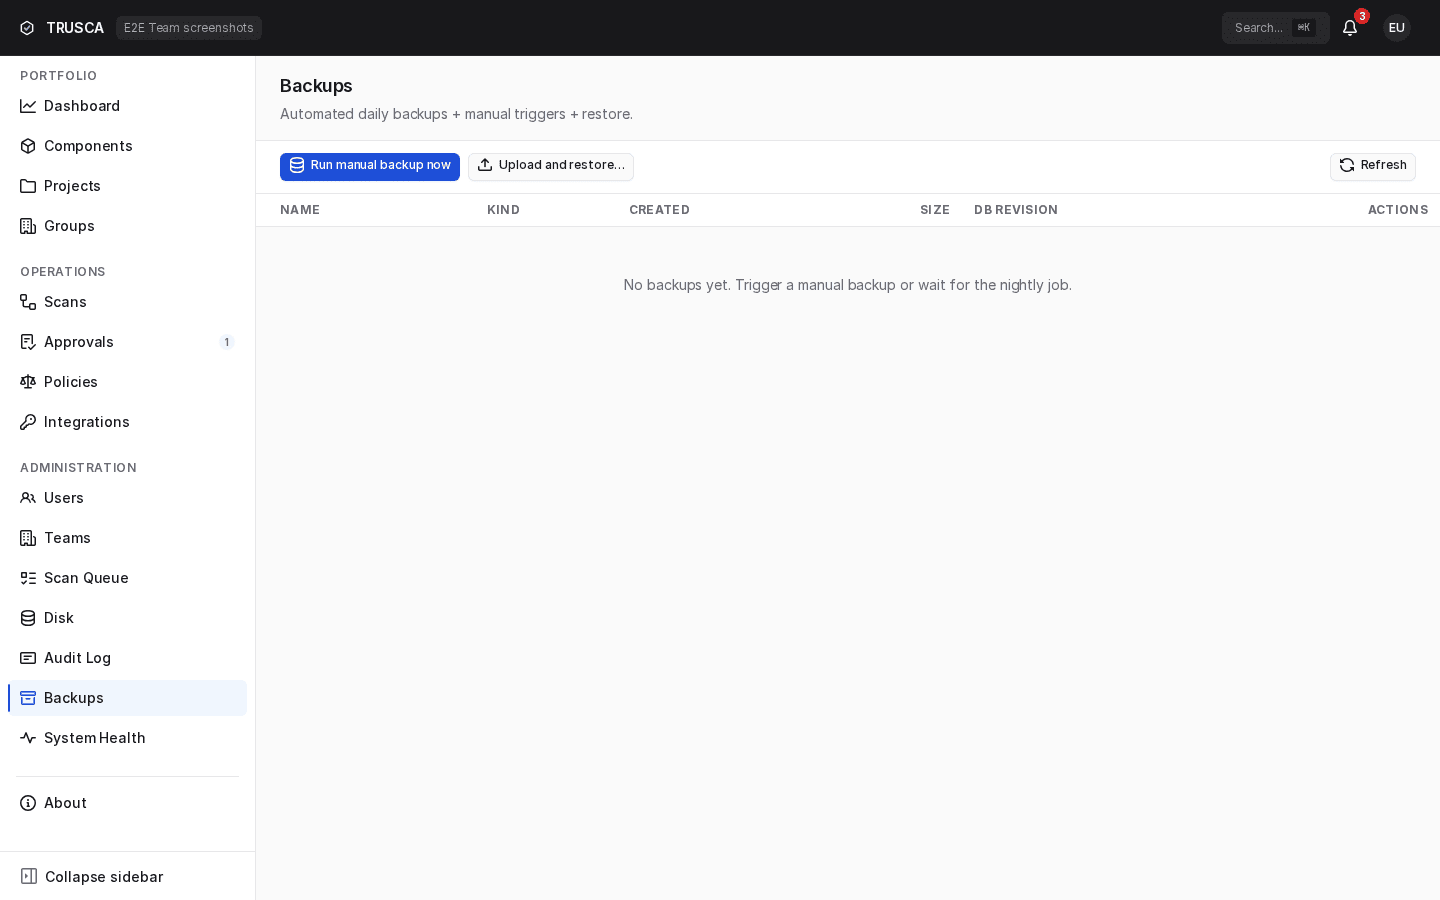 TRUSCA
E2E Team screenshots
Search...
⌘K
3
EU
PORTFOLIO
Dashboard
Components
Projects
Groups
OPERATIONS
Scans
Approvals
1
Policies
Integrations
ADMINISTRATION
Users
Teams
Scan Queue
Disk
Audit Log
Backups
System Health
About
Collapse sidebar
Backups
Automated daily backups + manual triggers + restore.
Run manual backup now
Upload and restore…
Refresh
NAME KIND CREATED SIZE DB REVISION ACTIONS
No backups yet. Trigger a manual backup or wait for the nightly job.